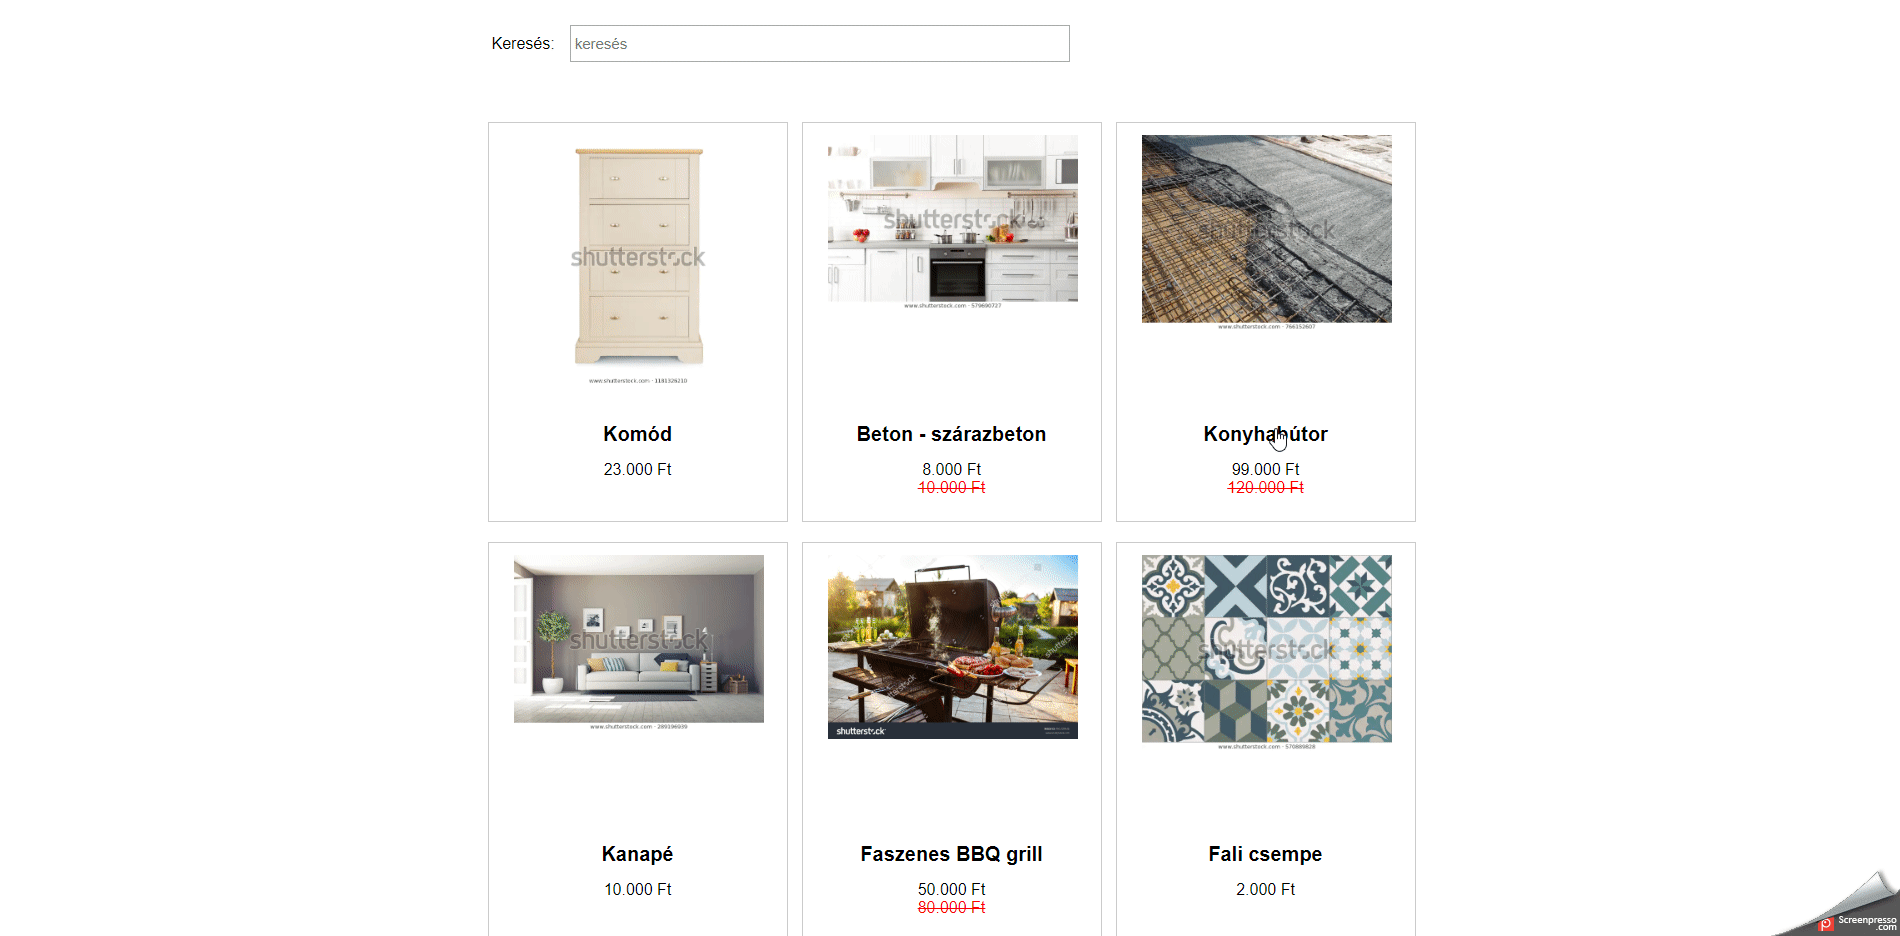 Keresés:
keresés
shutterstock
www.shutterstock.com · 1181326210
Komód
23.000 Ft
shutterstock
www.shutterstock.com · 579690727
Beton - szárazbeton
8.000 Ft
10.000 Ft
shutterstock
www.shutterstock.com · 766152607
Konyhabútor
99.000 Ft
120.000 Ft
shutterstock
www.shutterstock.com · 289196939
Kanapé
10.000 Ft
shutterstock
Faszenes BBQ grill
50.000 Ft
80.000 Ft
shutterstock
www.shutterstock.com · 570889828
Fali csempe
2.000 Ft
Screenpresso
.com